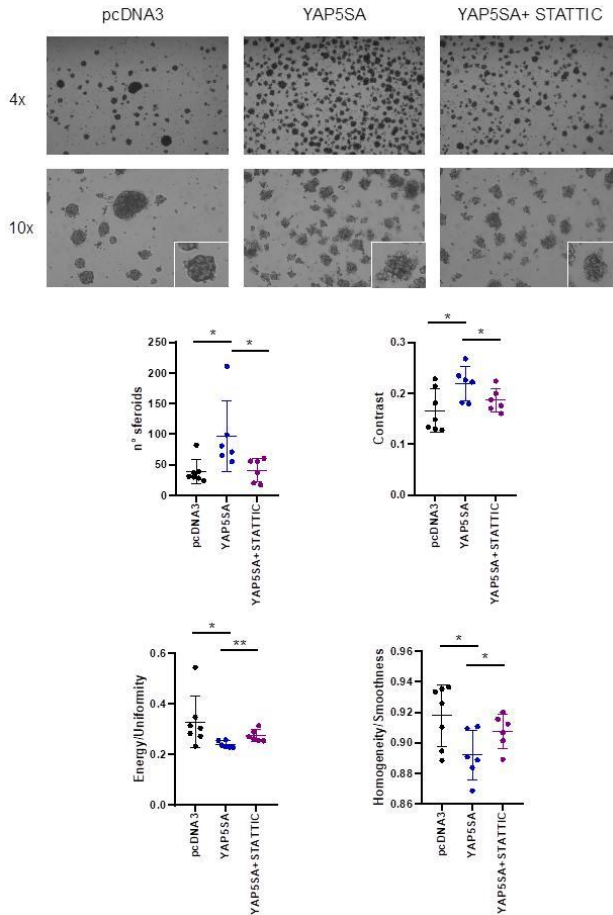 pcDNA3 YAP5SA YAP5SA+ STATTIC
4x
10x
* *
n° sferoids
250
200
150
100
50
0
pcDNA3
YAP5SA
YAP5SA+STATTIC
* *
Contrast
0.3
0.2
0.1
0.0
pcDNA3
YAP5SA
YAP5SA+STATTIC
* **
Energy/Uniformity
0.6
0.4
0.2
0.0
pcDNA3
YAP5SA
YAP5SA+STATTIC
* *
Homogeneity/Smoothness
0.96
0.94
0.92
0.90
0.88
0.86
pcDNA3
YAP5SA
YAP5SA+STATTIC